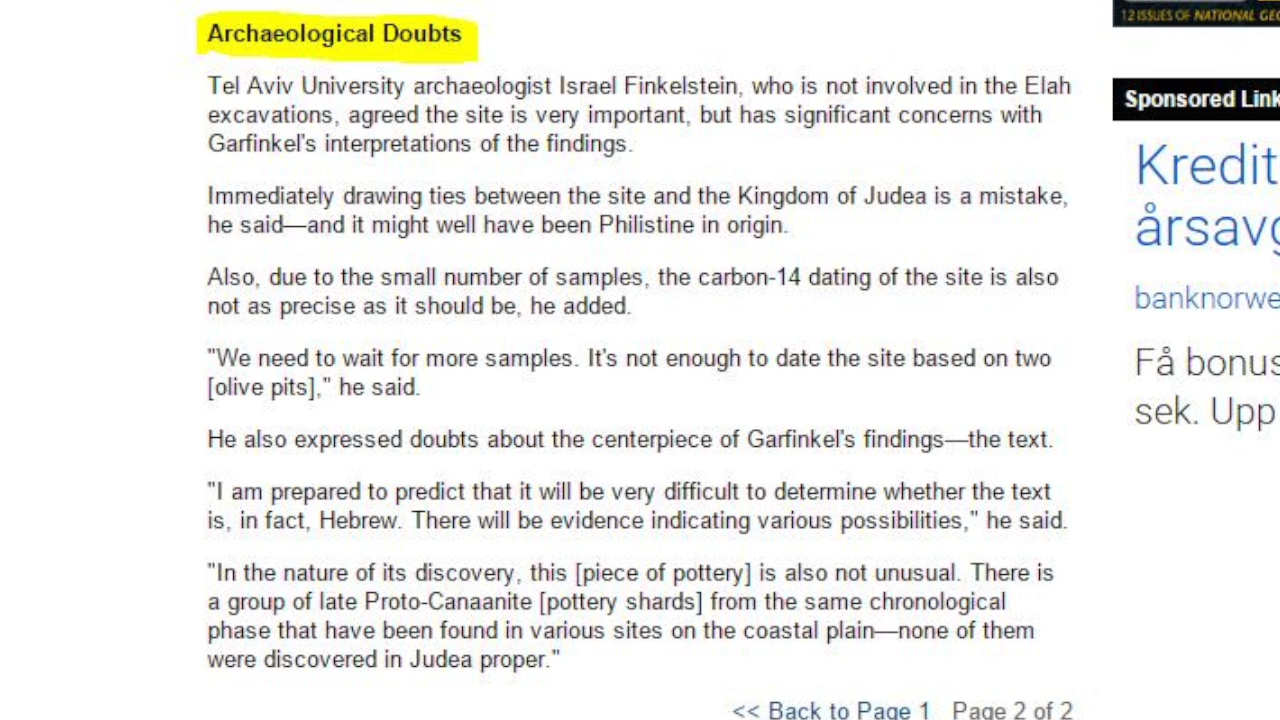 Archaeological Doubts
Tel Aviv University archaeologist Israel Finkelstein, who is not involved in the Elah
excavations, agreed the site is very important, but has significant concerns with
Garfinkel's interpretations of the findings.
Immediately drawing ties between the site and the Kingdom of Judea is a mistake,
he said—and it might well have been Philistine in origin.
Also, due to the small number of samples, the carbon-14 dating of the site is also
not as precise as it should be, he added.
"We need to wait for more samples. It's not enough to date the site based on two
[olive pits]," he said.
He also expressed doubts about the centerpiece of Garfinkel's findings—the text.
"I am prepared to predict that it will be very difficult to determine whether the text
is, in fact, Hebrew. There will be evidence indicating various possibilities," he said.
"In the nature of its discovery, this [piece of pottery] is also not unusual. There is
a group of late Proto-Canaanite [pottery shards] from the same chronological
phase that have been found in various sites on the coastal plain—none of them
were discovered in Judea proper."
<< Back to Page 1 Page 2 of 2
12 ISSUES OF NATIONAL GEO
Sponsored Link
Kredit
årsavg
banknorwe
Få bonus
sek. Upp